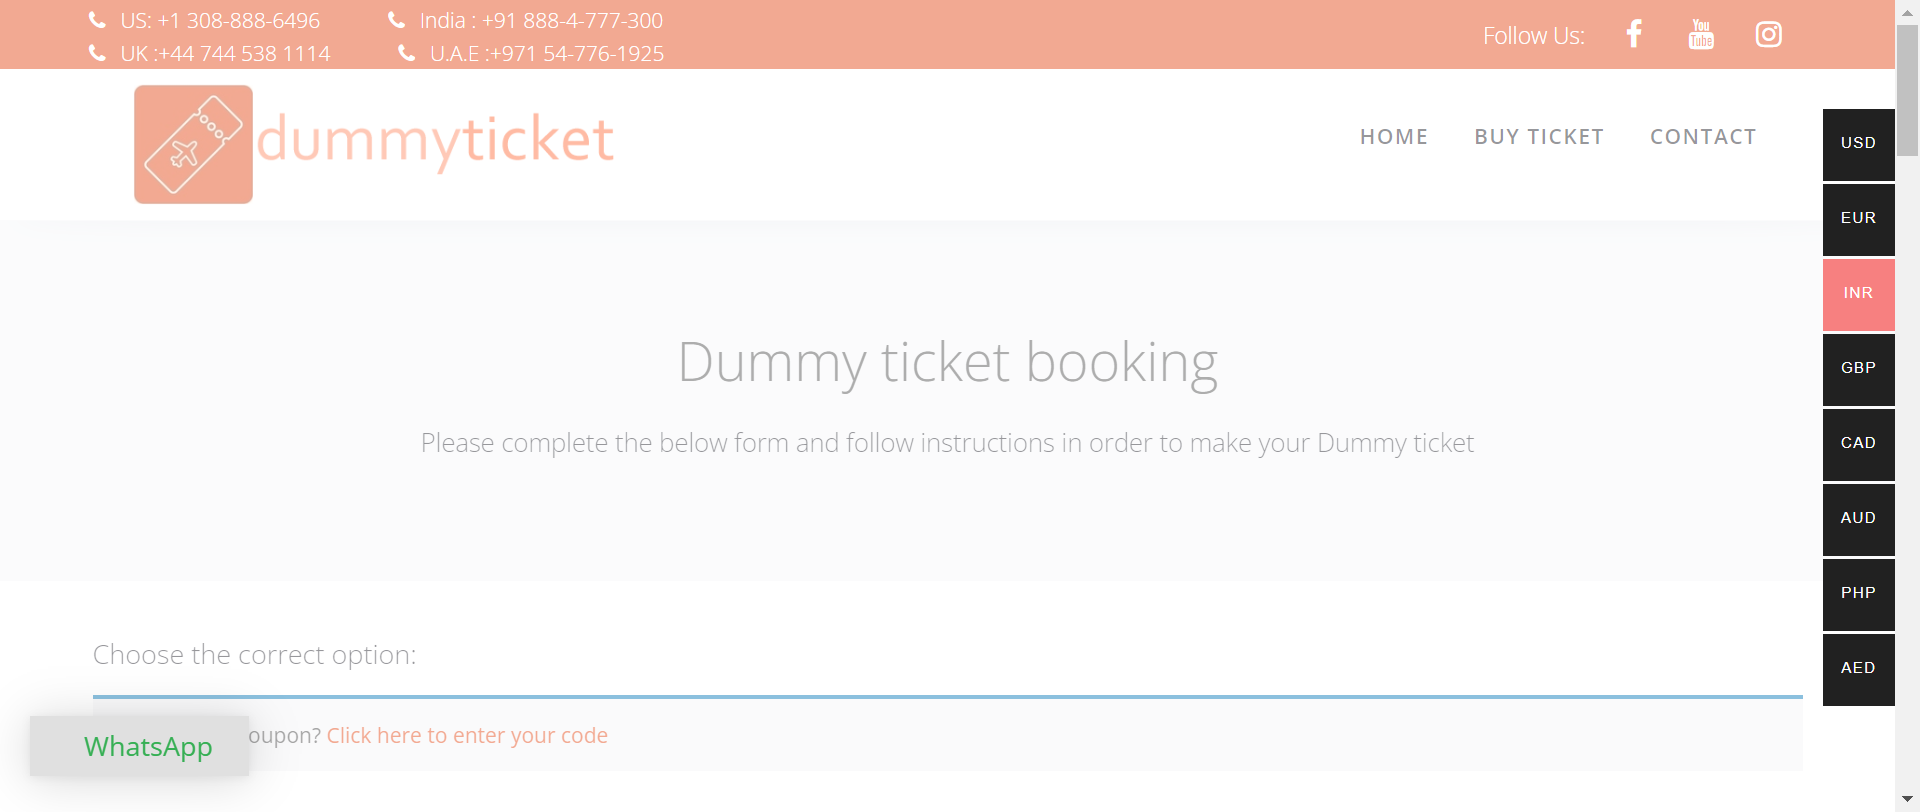 US: +1 308-888-6496
India : +91 888-4-777-300
UK :+44 744 538 1114
U.A.E :+971 54-776-1925
Follow Us:
You
Tube
dummyticket
HOME
BUY TICKET
CONTACT
USD
EUR
INR
GBP
CAD
AUD
PHP
AED
Dummy ticket booking
Please complete the below form and follow instructions in order to make your Dummy ticket
Choose the correct option:
oupon? Click here to enter your code
WhatsApp